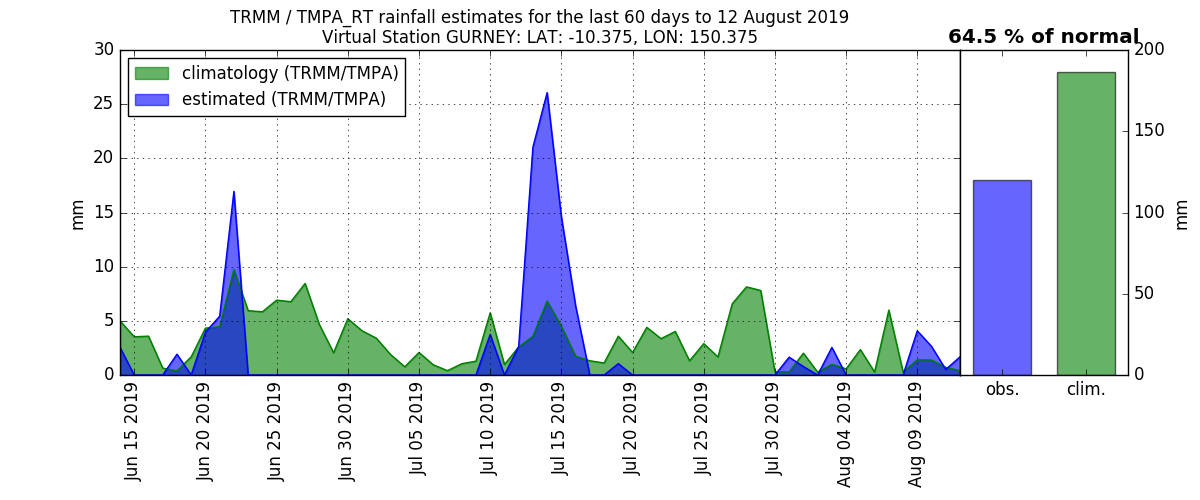 TRMM / TMPA_RT rainfall estimates for the last 60 days to 12 August 2019
Virtual Station GURNEY: LAT: -10.375, LON: 150.375
64.5 % of normal
climatology (TRMM/TMPA)
estimated (TRMM/TMPA)
30
25
20
15
10
5
0
mm
Jun 15 2019
Jun 20 2019
Jun 25 2019
Jun 30 2019
Jul 05 2019
Jul 10 2019
Jul 15 2019
Jul 20 2019
Jul 25 2019
Jul 30 2019
Aug 04 2019
Aug 09 2019
obs.
clim.
200
150
100
50
0
mm